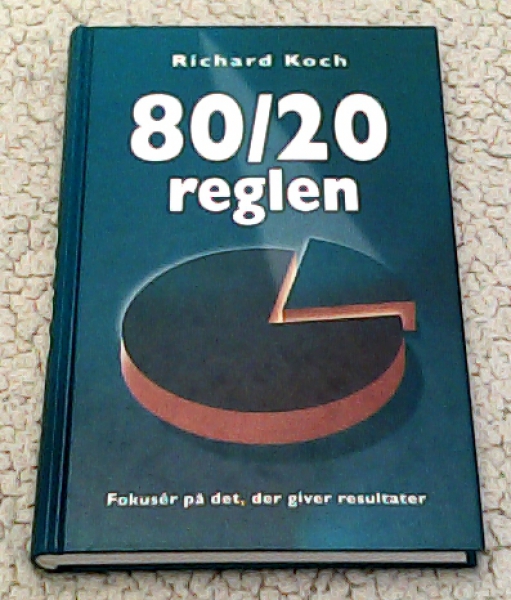 Richard Koch
80/20
reglen
Fokusér på det, der giver resultater